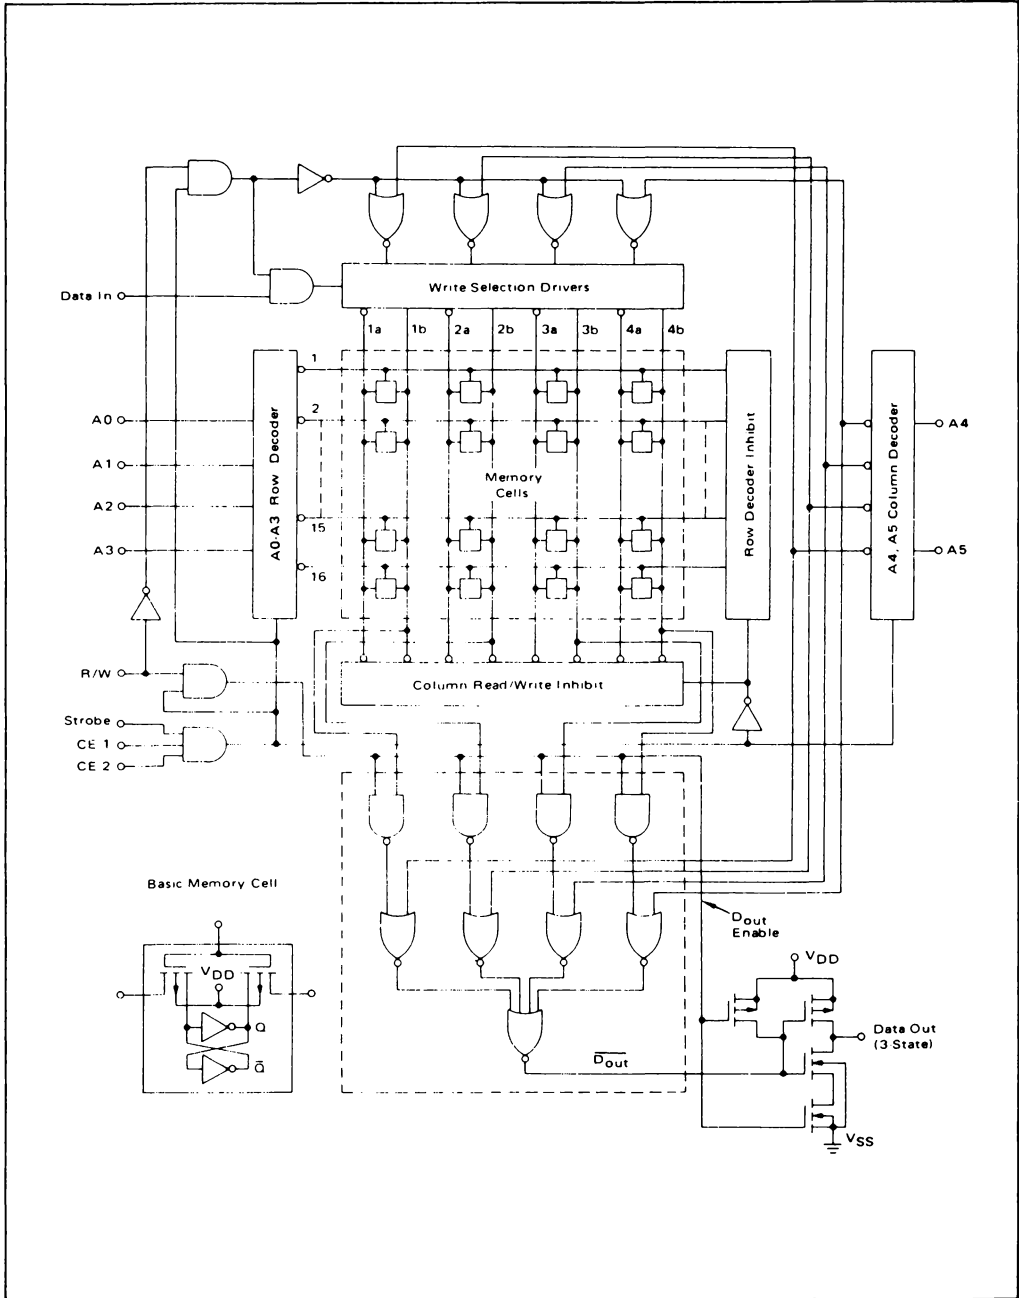 Data In
Write Selection Drivers
1a 1b 2a 2b 3a 3b 4a 4b
1
2
15
16
A0
A1
A2
A3
A0-A3 Row Decoder
Memory
Cells
Row Decoder Inhibit
A4, A5 Column Decoder
A4
A5
R/W
Strobe
CE 1
CE 2
Column Read/Write Inhibit
Basic Memory Cell
VDD
Q
Q̅
Dout
Enable
D̅o̅u̅t̅
VDD
Data Out
(3 State)
VSS